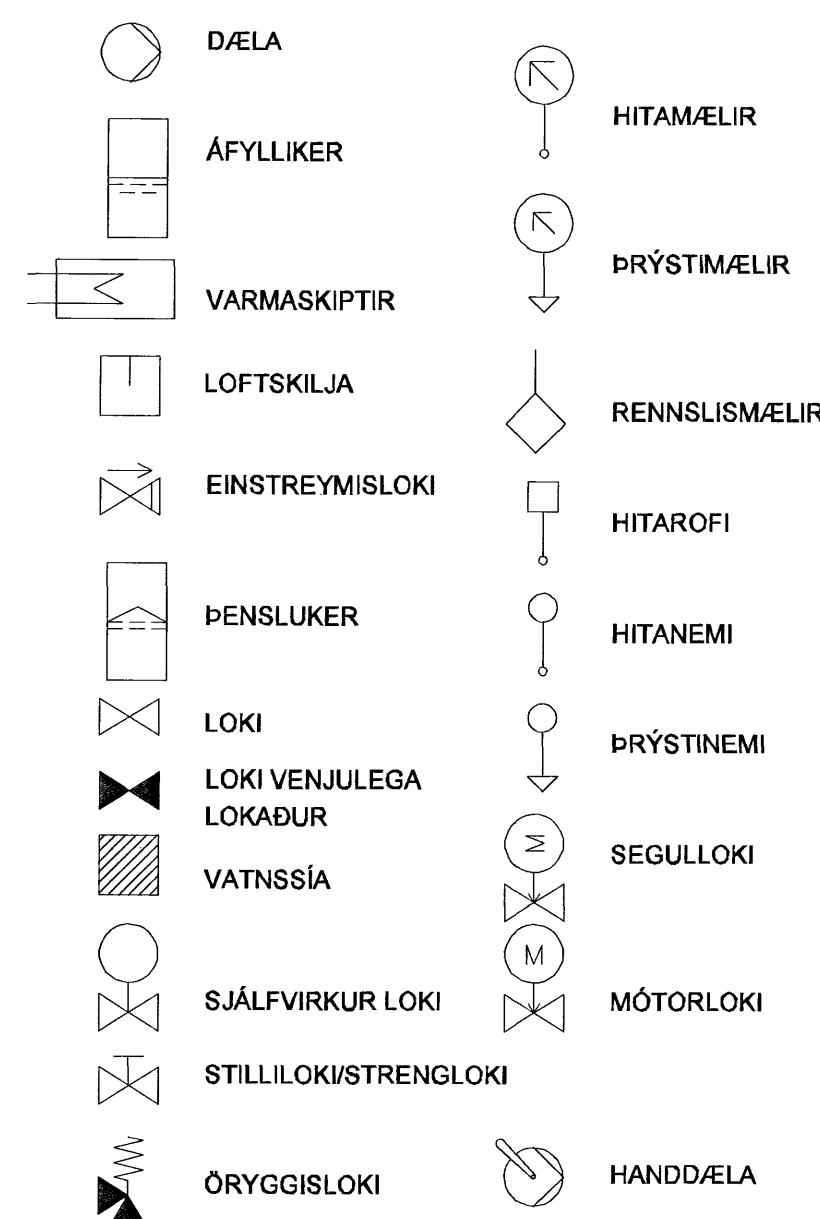 DÆLA
ÁFYLLIKER
VARMASKIPTIR
LOFTSKILJA
EINSTREYMISLOKI
ÞENSLUKER
LOKI
LOKI VENJULEGA
LOKAÐUR
VATNSSÍA
SJÁLFVIRKUR LOKI
STILLILOKI/STRENGLOKI
ÖRYGGISLOKI
HITAMÆLIR
ÞRÝSTIMÆLIR
RENNSLISMÆLIR
HITAROFI
HITANEMI
ÞRÝSTINEMI
M
SEGULLOKI
M
MÓTORLOKI
HANDDÆLA